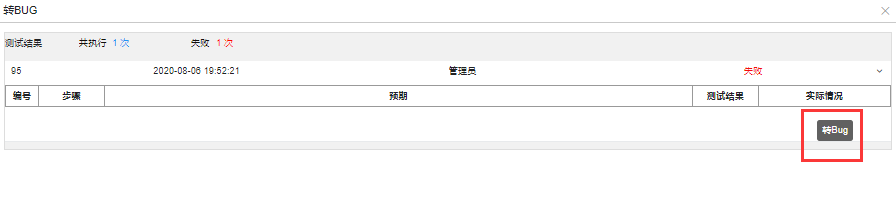 转BUG
测试结果 共执行 1 次 失败 1 次
95 2020-08-06 19:52:21 管理员 失败
编号 步骤 预期 测试结果 实际情况
转Bug